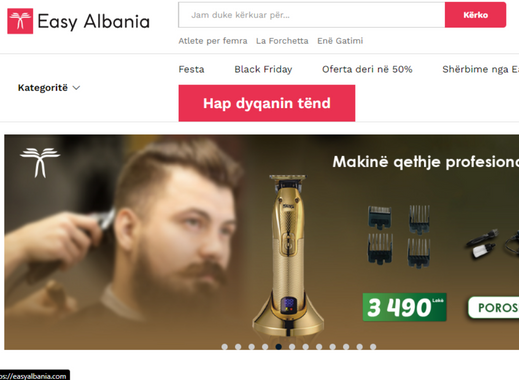 Easy Albania
Jam duke kërkuar për...
Kërko
Atlete per femra La Forchetta Enë Gatimi
Kategoritë
Festa Black Friday Oferta deri në 50% Shërbime nga Ea
Hap dyqanin tënd
Makinë qethje profesiona
3 490 Lekë
POROS
ps://easyalbania.com